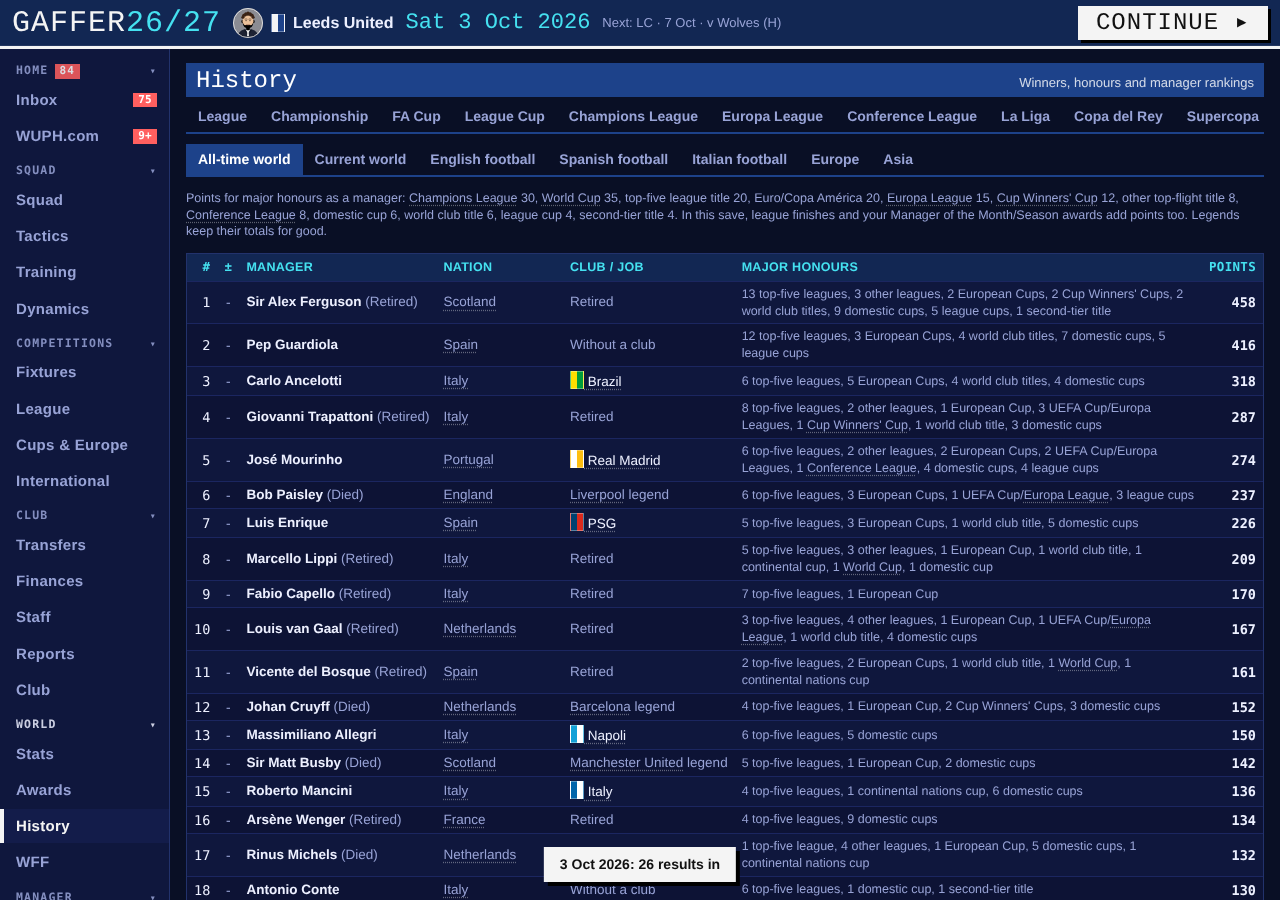 GAFFER26/27 Leeds United Sat 3 Oct 2026 Next: LC · 7 Oct · v Wolves (H) CONTINUE ►
HOME 84 ▾
Inbox 75
WUPH.com 9+
SQUAD ▾
Squad
Tactics
Training
Dynamics
COMPETITIONS ▾
Fixtures
League
Cups & Europe
International
CLUB ▾
Transfers
Finances
Staff
Reports
Club
WORLD ▾
Stats
Awards
History
WFF
MANAGER ▾
History Winners, honours and manager rankings
League Championship FA Cup League Cup Champions League Europa League Conference League La Liga Copa del Rey Supercopa
All-time world Current world English football Spanish football Italian football Europe Asia
Points for major honours as a manager: Champions League 30, World Cup 35, top-five league title 20, Euro/Copa América 20, Europa League 15, Cup Winners' Cup 12, other top-flight title 8,
Conference League 8, domestic cup 6, world club title 6, league cup 4, second-tier title 4. In this save, league finishes and your Manager of the Month/Season awards add points too. Legends
keep their totals for good.
# ± MANAGER NATION CLUB / JOB MAJOR HONOURS POINTS
1 - Sir Alex Ferguson (Retired) Scotland Retired 13 top-five leagues, 3 other leagues, 2 European Cups, 2 Cup Winners' Cups, 2
world club titles, 9 domestic cups, 5 league cups, 1 second-tier title 458
2 - Pep Guardiola Spain Without a club 12 top-five leagues, 3 European Cups, 4 world club titles, 7 domestic cups, 5
league cups 416
3 - Carlo Ancelotti Italy Brazil 6 top-five leagues, 5 European Cups, 4 world club titles, 4 domestic cups 318
4 - Giovanni Trapattoni (Retired) Italy Retired 8 top-five leagues, 2 other leagues, 1 European Cup, 3 UEFA Cup/Europa
Leagues, 1 Cup Winners' Cup, 1 world club title, 3 domestic cups 287
5 - José Mourinho Portugal Real Madrid 6 top-five leagues, 2 other leagues, 2 European Cups, 2 UEFA Cup/Europa
Leagues, 1 Conference League, 4 domestic cups, 4 league cups 274
6 - Bob Paisley (Died) England Liverpool legend 6 top-five leagues, 3 European Cups, 1 UEFA Cup/Europa League, 3 league cups 237
7 - Luis Enrique Spain PSG 5 top-five leagues, 3 European Cups, 1 world club title, 5 domestic cups 226
8 - Marcello Lippi (Retired) Italy Retired 5 top-five leagues, 3 other leagues, 1 European Cup, 1 world club title, 1
continental cup, 1 World Cup, 1 domestic cup 209
9 - Fabio Capello (Retired) Italy Retired 7 top-five leagues, 1 European Cup 170
10 - Louis van Gaal (Retired) Netherlands Retired 3 top-five leagues, 4 other leagues, 1 European Cup, 1 UEFA Cup/Europa
League, 1 world club title, 4 domestic cups 167
11 - Vicente del Bosque (Retired) Spain Retired 2 top-five leagues, 2 European Cups, 1 world club title, 1 World Cup, 1
continental nations cup 161
12 - Johan Cruyff (Died) Netherlands Barcelona legend 4 top-five leagues, 1 European Cup, 2 Cup Winners' Cups, 3 domestic cups 152
13 - Massimiliano Allegri Italy Napoli 6 top-five leagues, 5 domestic cups 150
14 - Sir Matt Busby (Died) Scotland Manchester United legend 5 top-five leagues, 1 European Cup, 2 domestic cups 142
15 - Roberto Mancini Italy Italy 4 top-five leagues, 1 continental nations cup, 6 domestic cups 136
16 - Arsène Wenger (Retired) France Retired 4 top-five leagues, 9 domestic cups 134
17 - Rinus Michels (Died) Netherlands 1 top-five league, 4 other leagues, 1 European Cup, 5 domestic cups, 1
continental nations cup 132
3 Oct 2026: 26 results in
18 - Antonio Conte Italy Without a club 6 top-five leagues, 1 domestic cup, 1 second-tier title 130